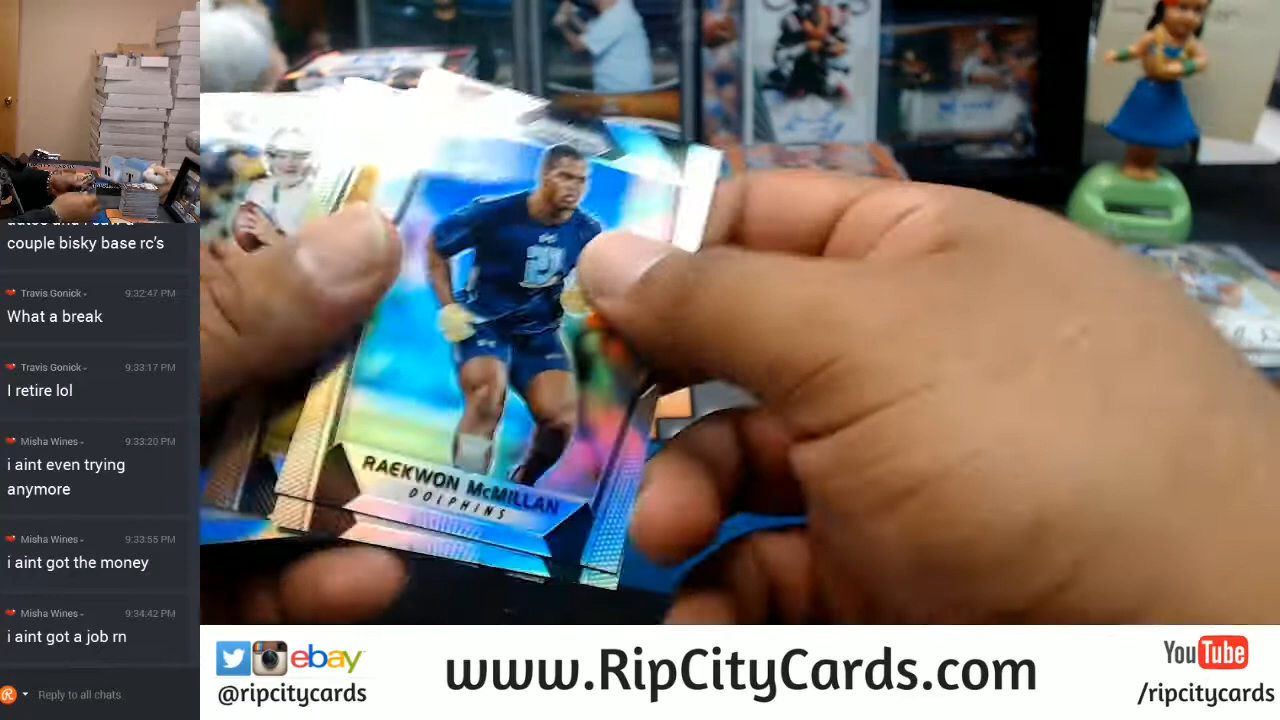 couple bisky base rc's
Travis Gonick
9:32:47 PM
What a break
Travis Gonick
9:33:17 PM
I retire lol
Misha Wines
9:33:20 PM
i aint even trying
anymore
Misha Wines
9:33:55 PM
i aint got the money
Misha Wines
9:34:42 PM
i aint got a job rn
Reply to all chats
21
RAEKWON McMILLAN
DOLPHINS
ebay
@ripcitycards
www.RipCityCards.com
YouTube
/ripcitycards